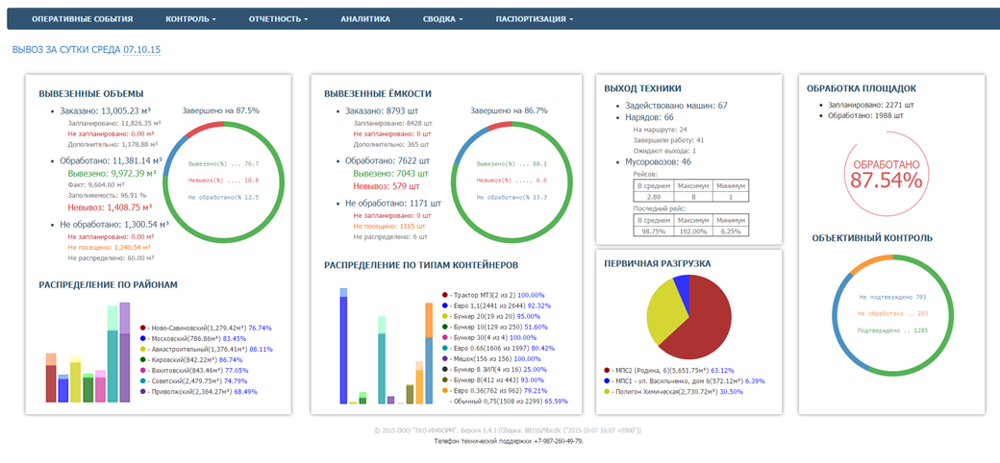 ОПЕРАТИВНЫЕ СОБЫТИЯ КОНТРОЛЬ ОТЧЕТНОСТЬ АНАЛИТИКА СВОДКА ПАСПОРТИЗАЦИЯ
ВЫВОЗ ЗА СУТКИ СРЕДА 07.10.15
ВЫВЕЗЕННЫЕ ОБЪЕМЫ
Заказано: 13,005.23 м³
Запланировано: 11,826.35 м³
Не запланировано: 0.00 м³
Дополнительно: 1,178.88 м³
Обработано: 11,381.14 м³
Вывезено: 9,972.39 м³
Факт: 9,664.60 м³
Заполняемость: 96.91 %
Невывоз: 1,408.75 м³
Не обработано: 1,300.54 м³
Не запланировано: 0.00 м³
Не посещено: 1,240.54 м³
Не распределено: 60.00 м³
Завершено на 87.5%
Вывезено(%) ... 76.7
Невывоз(%) .... 10.8
Не обработано(% 12.5
РАСПРЕДЕЛЕНИЕ ПО РАЙОНАМ
- Ново-Савиновский(1,279.42м³) 76.74%
- Московский(786.86м³) 83.45%
- Авиастроительный(1,376.41м³) 88.11%
- Кировский(842.22м³) 86.74%
- Вахитовский(843.46м³) 77.05%
- Советский(2,479.75м³) 74.79%
- Приволжский(2,364.27м³) 68.49%
ВЫВЕЗЕННЫЕ ЁМКОСТИ
Заказано: 8793 шт
Запланировано: 8428 шт
Не запланировано: 0 шт
Дополнительно: 365 шт
Обработано: 7622 шт
Вывезено: 7043 шт
Невывоз: 579 шт
Не обработано: 1171 шт
Не запланировано: 0 шт
Не посещено: 1165 шт
Не распределено: 6 шт
Завершено на 86.7%
Вывезено(%) ... 80.1
Невывоз(%) ..... 6.6
Не обработано(% 13.3
РАСПРЕДЕЛЕНИЕ ПО ТИПАМ КОНТЕЙНЕРОВ
- Трактор МТЗ(2 из 2) 100.00%
- Евро 1,1(2441 из 2644) 92.32%
- Бункер 20(19 из 20) 95.00%
- Бункер 10(129 из 250) 51.60%
- Бункер 30(4 из 4) 100.00%
- Евро 0.66(1606 из 1997) 80.42%
- Мешок(156 из 156) 100.00%
- Бункер 8 ЗИЛ(4 из 16) 25.00%
- Бункер 8(412 из 443) 93.00%
- Евро 0.36(762 из 962) 79.21%
- Обычный 0,75(1508 из 2299) 65.59%
ВЫХОД ТЕХНИКИ
Задействовано машин: 67
Нарядов: 66
На маршруте: 24
Завершили работу: 41
Ожидают выхода: 1
Мусоровозов: 46
Рейсов:
В среднем Максимум Минимум
2.89 8 1
Последний рейс:
В среднем Максимум Минимум
98.75% 192.00% 6.25%
ПЕРВИЧНАЯ РАЗГРУЗКА
- МПС2 (Родина, 6)(5,651.75м³) 63.12%
- МПС1 - ул. Васильченко, дом 6(572.12м³) 6.39%
- Полигон Химическая(2,730.72м³) 30.50%
ОБРАБОТКА ПЛОЩАДОК
Запланировано: 2271 шт
Обработано: 1988 шт
ОБРАБОТАНО
87.54%
ОБЪЕКТИВНЫЙ КОНТРОЛЬ
Не подтверждено 703
Не обработано .. 283
Подтверждено .. 1285
© 2015 ООО "ТКО-ИНФОРМ". Версия 1.4.1 (Сборка: 8831629bcc8c ("2015-10-07 16:07 +0300"))
Телефон технической поддержки +7-987-260-49-79.